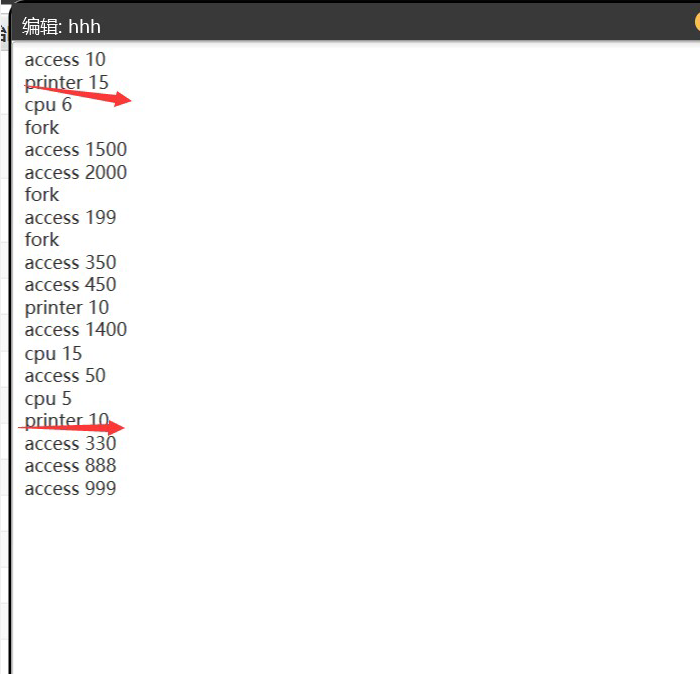 编辑: hhh
access 10
printer 15
cpu 6
fork
access 1500
access 2000
fork
access 199
fork
access 350
access 450
printer 10
access 1400
cpu 15
access 50
cpu 5
printer 10
access 330
access 888
access 999